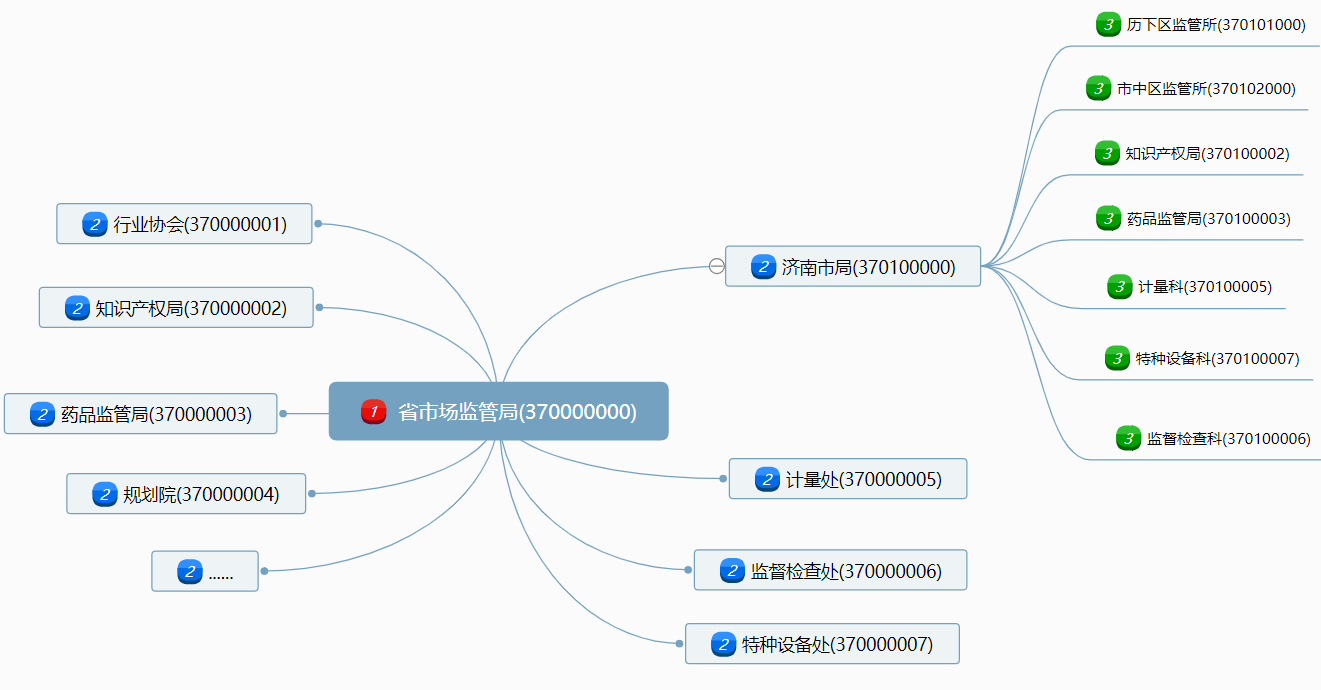 1 省市场监管局(370000000)
2 行业协会(370000001)
2 知识产权局(370000002)
2 药品监管局(370000003)
2 规划院(370000004)
2 ......
2 济南市局(370100000)
3 历下区监管所(370101000)
3 市中区监管所(370102000)
3 知识产权局(370100002)
3 药品监管局(370100003)
3 计量科(370100005)
3 特种设备科(370100007)
3 监督检查科(370100006)
2 计量处(370000005)
2 监督检查处(370000006)
2 特种设备处(370000007)